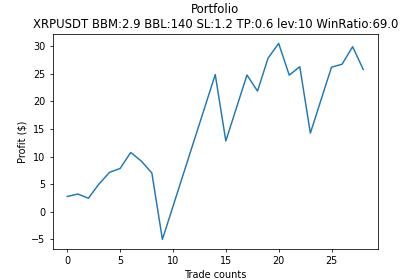 Portfolio
XRPUSDT BBM:2.9 BBL:140 SL:1.2 TP:0.6 lev:10 WinRatio:69.0
30
25
20
15
10
5
0
−5
Profit ($)
0 5 10 15 20 25
Trade counts